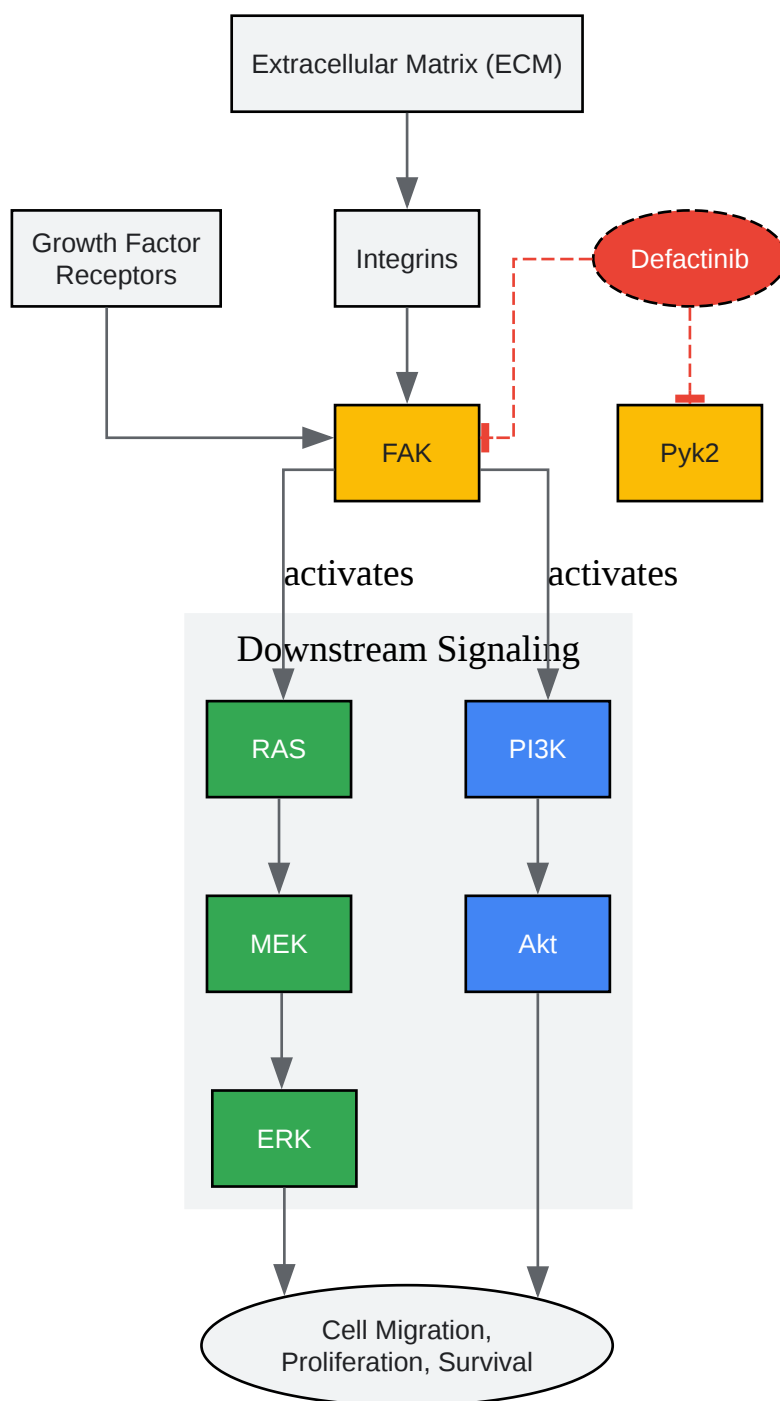 Extracellular Matrix (ECM)
Growth Factor
Receptors
Integrins
Defactinib
FAK
Pyk2
activates
activates
Downstream Signaling
RAS
PI3K
MEK
Akt
ERK
Cell Migration,
Proliferation, Survival